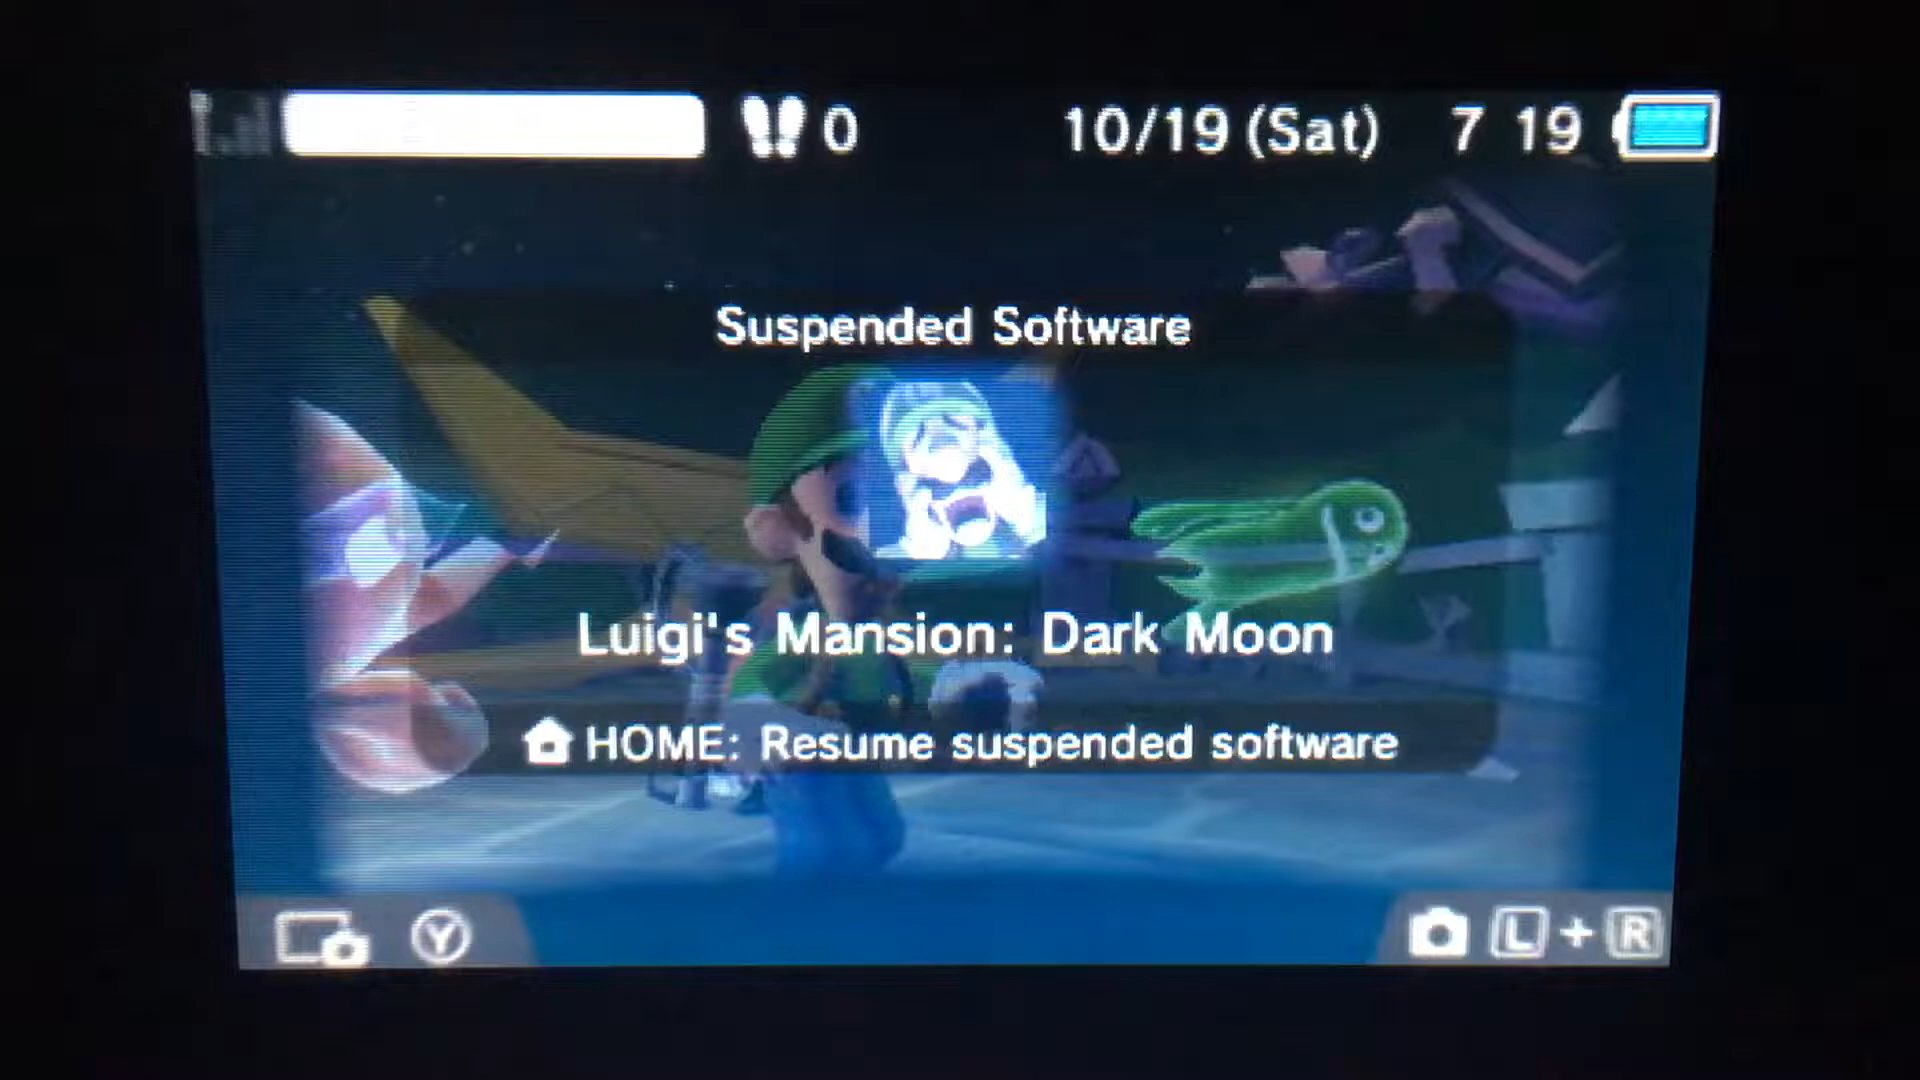 0 10/19 (Sat) 7 19
Suspended Software
Luigi's Mansion: Dark Moon
HOME: Resume suspended software
Y L + R